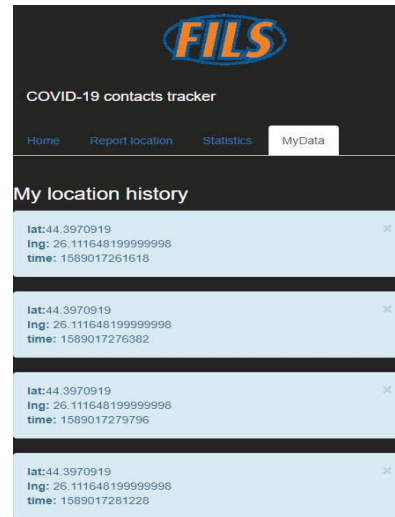 FILS
COVID-19 contacts tracker
Home Report location Statistics MyData
My location history
lat:44.3970919 ×
lng: 26.111648199999998
time: 1589017261618
lat:44.3970919 ×
lng: 26.111648199999998
time: 1589017276382
lat:44.3970919 ×
lng: 26.111648199999998
time: 1589017279796
lat:44.3970919 ×
lng: 26.111648199999998
time: 1589017281228